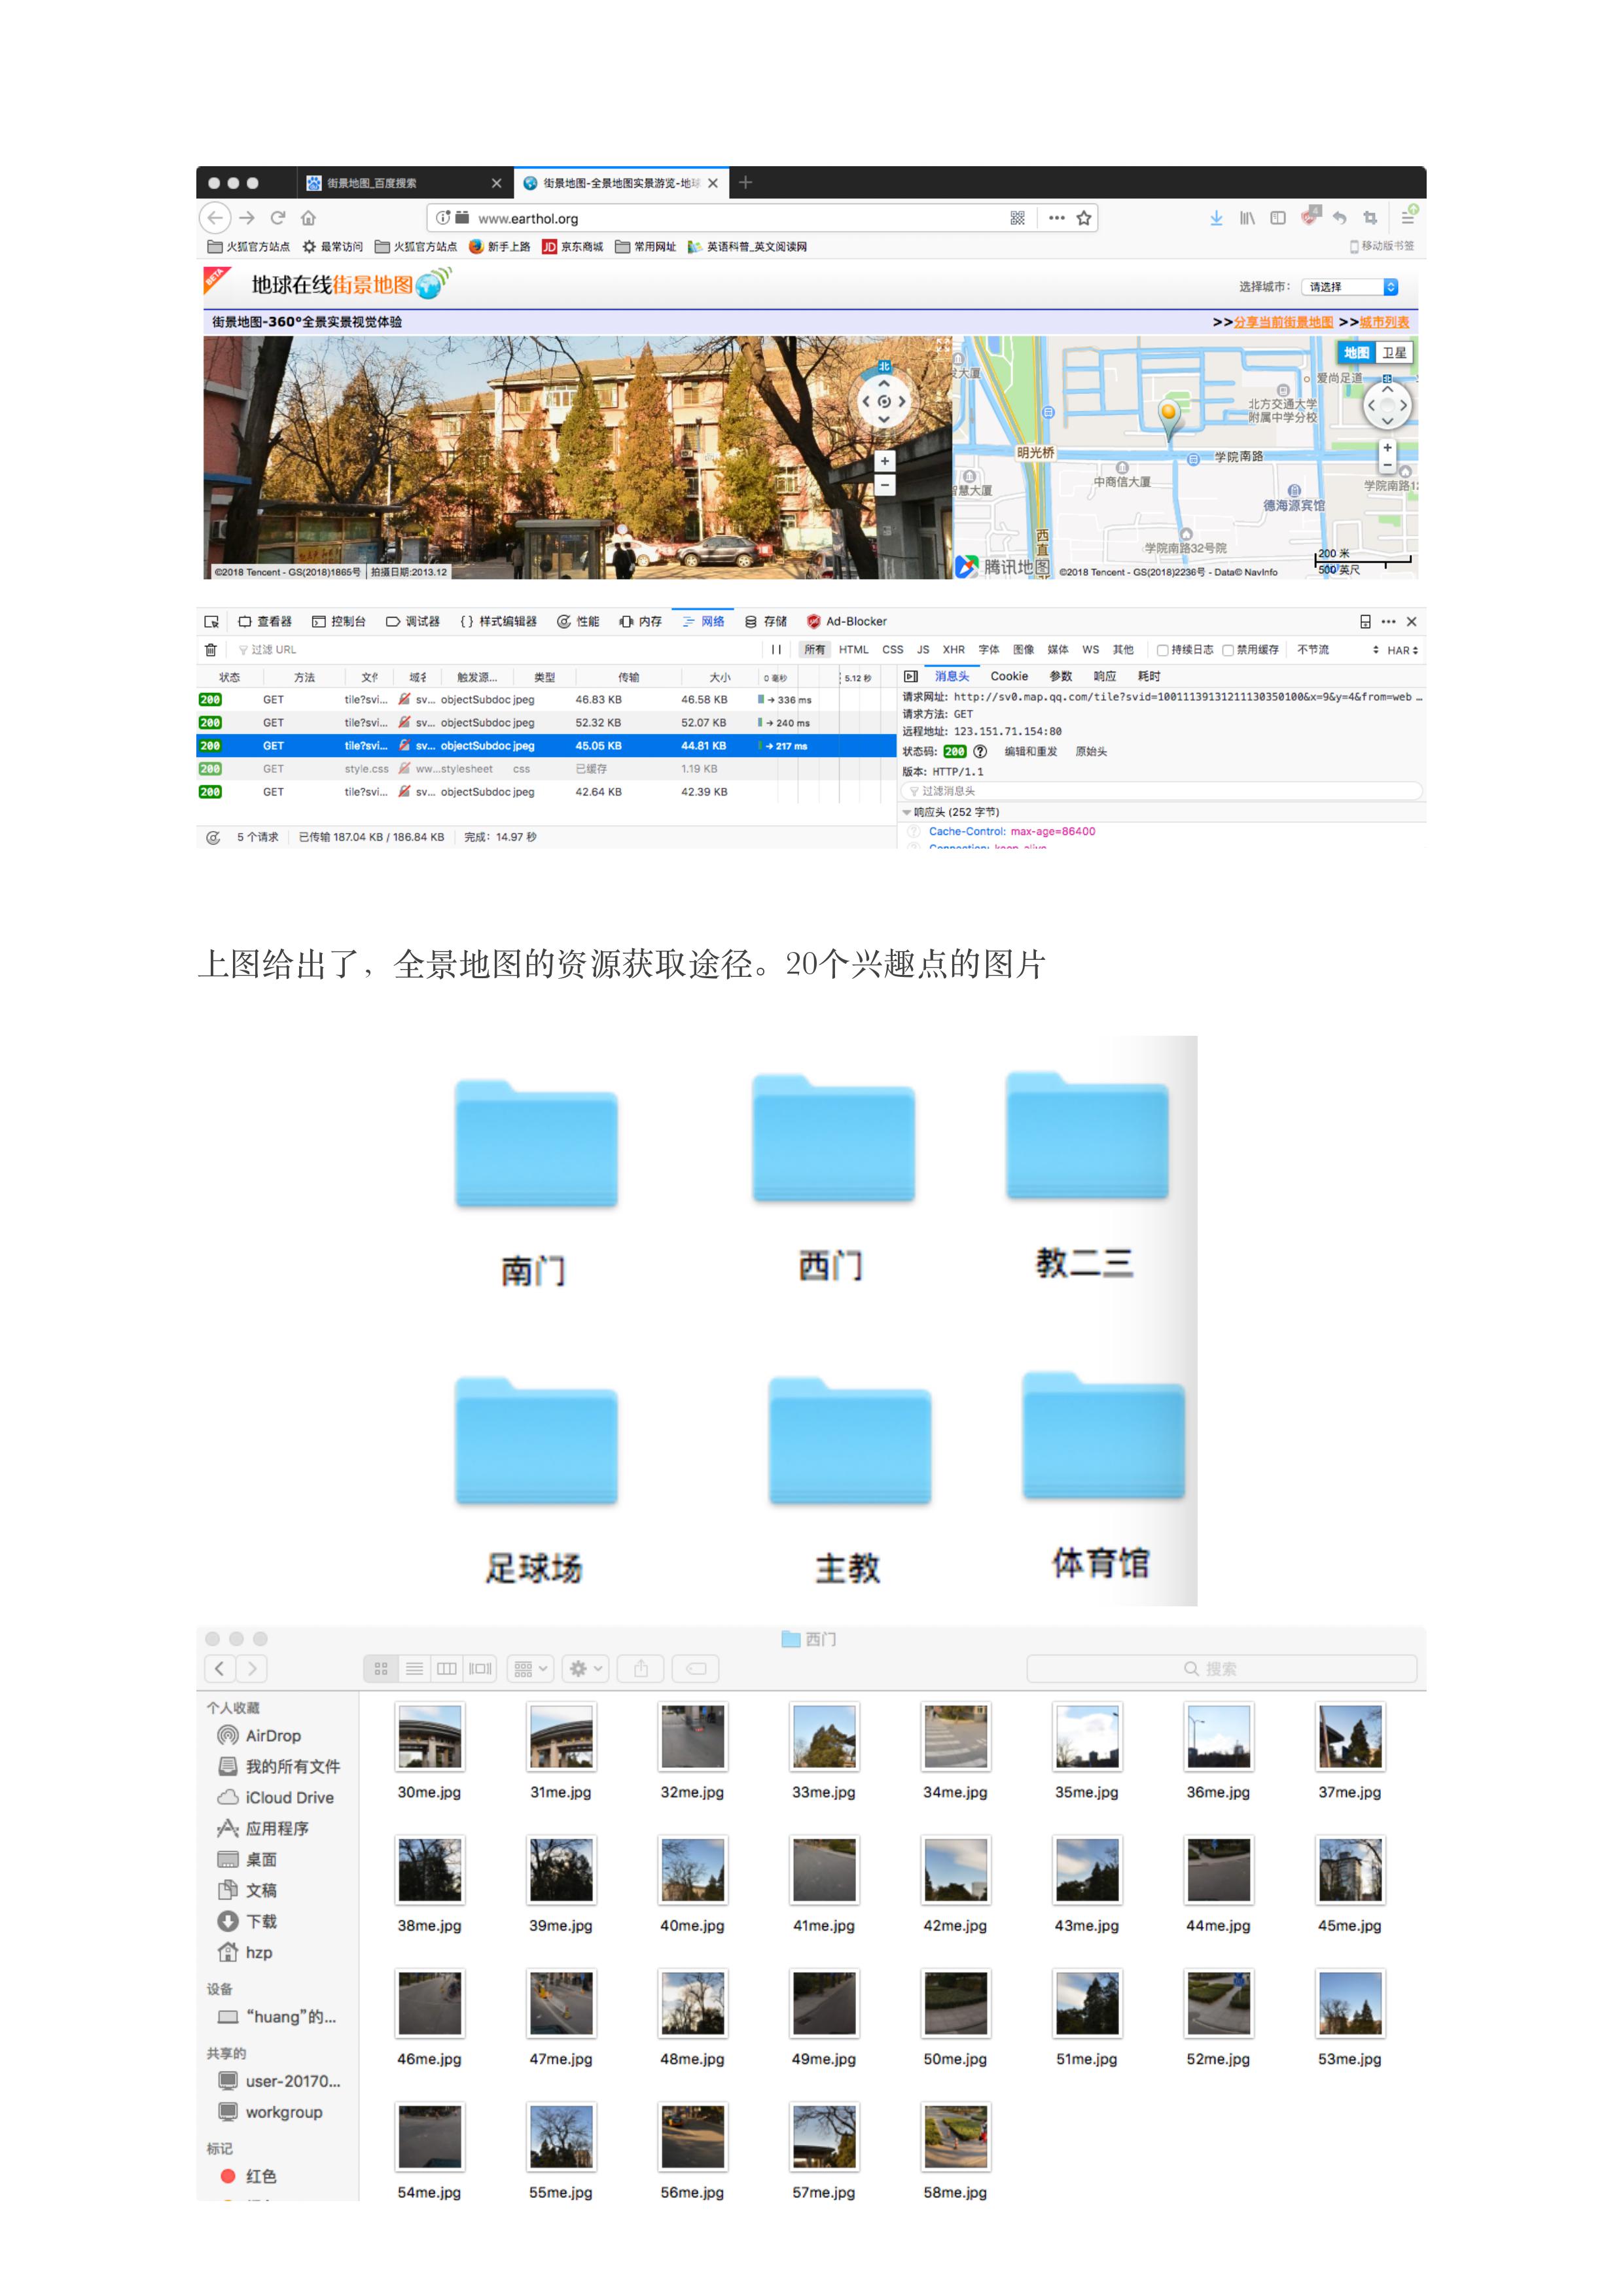 街景地图_百度搜索
街景地图-全景地图实景游览-地球
www.earthol.org
火狐官方站点 最常访问 火狐官方站点 新手上路 JD 京东商城 常用网址 英语科普_英文阅读网 移动版书签
BETA 地球在线街景地图 选择城市： 请选择
街景地图-360°全景实景视觉体验 >>分享当前街景地图 >>城市列表
北
©2018 Tencent - GS(2018)1865号 拍摄日期:2013.12
地图 卫星
发大厦 爱尚足道 北
北方交通大学
附属中学分校
明光桥 学院南路
中商信大厦 学院南路12
智慧大厦 德海源宾馆
西直
学院南路32号院
200 米
500 英尺
腾讯地图 ©2018 Tencent - GS(2018)2236号 - Data© NavInfo
查看器 控制台 调试器 {} 样式编辑器 性能 内存 网络 存储 Ad-Blocker
过滤 URL 所有 HTML CSS JS XHR 字体 图像 媒体 WS 其他 持续日志 禁用缓存 不节流 HAR
状态 方法 文件 域名 触发源... 类型 传输 大小 0 毫秒 5.12 秒
200 GET tile?svi... sv... objectSubdoc jpeg 46.83 KB 46.58 KB → 336 ms
200 GET tile?svi... sv... objectSubdoc jpeg 52.32 KB 52.07 KB → 240 ms
200 GET tile?svi... sv... objectSubdoc jpeg 45.05 KB 44.81 KB → 217 ms
200 GET style.css ww... stylesheet css 已缓存 1.19 KB
200 GET tile?svi... sv... objectSubdoc jpeg 42.64 KB 42.39 KB
5 个请求 已传输 187.04 KB / 186.84 KB 完成：14.97 秒
消息头 Cookie 参数 响应 耗时
请求网址: http://sv0.map.qq.com/tile?svid=10011139131211130350100&x=9&y=4&from=web …
请求方法: GET
远程地址: 123.151.71.154:80
状态码: 200 编辑和重发 原始头
版本: HTTP/1.1
过滤消息头
响应头 (252 字节)
Cache-Control: max-age=86400
Connection: keep-alive
上图给出了，全景地图的资源获取途径。20个兴趣点的图片
南门 西门 教二三
足球场 主教 体育馆
西门
搜索
个人收藏
AirDrop
我的所有文件
iCloud Drive
应用程序
桌面
文稿
下载
hzp
设备
“huang”的...
共享的
user-20170...
workgroup
标记
红色
30me.jpg 31me.jpg 32me.jpg 33me.jpg 34me.jpg 35me.jpg 36me.jpg 37me.jpg
38me.jpg 39me.jpg 40me.jpg 41me.jpg 42me.jpg 43me.jpg 44me.jpg 45me.jpg
46me.jpg 47me.jpg 48me.jpg 49me.jpg 50me.jpg 51me.jpg 52me.jpg 53me.jpg
54me.jpg 55me.jpg 56me.jpg 57me.jpg 58me.jpg